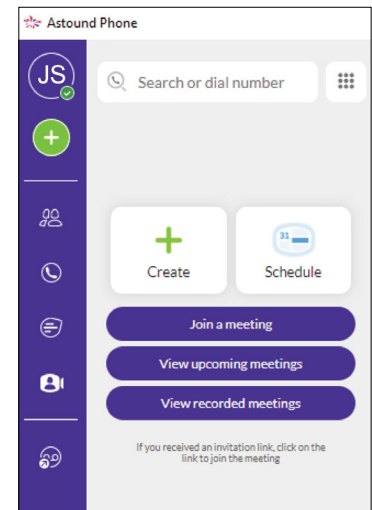 Astound Phone
JS
Search or dial number
31
Create
Schedule
Join a meeting
View upcoming meetings
View recorded meetings
If you received an invitation link, click on the
link to join the meeting